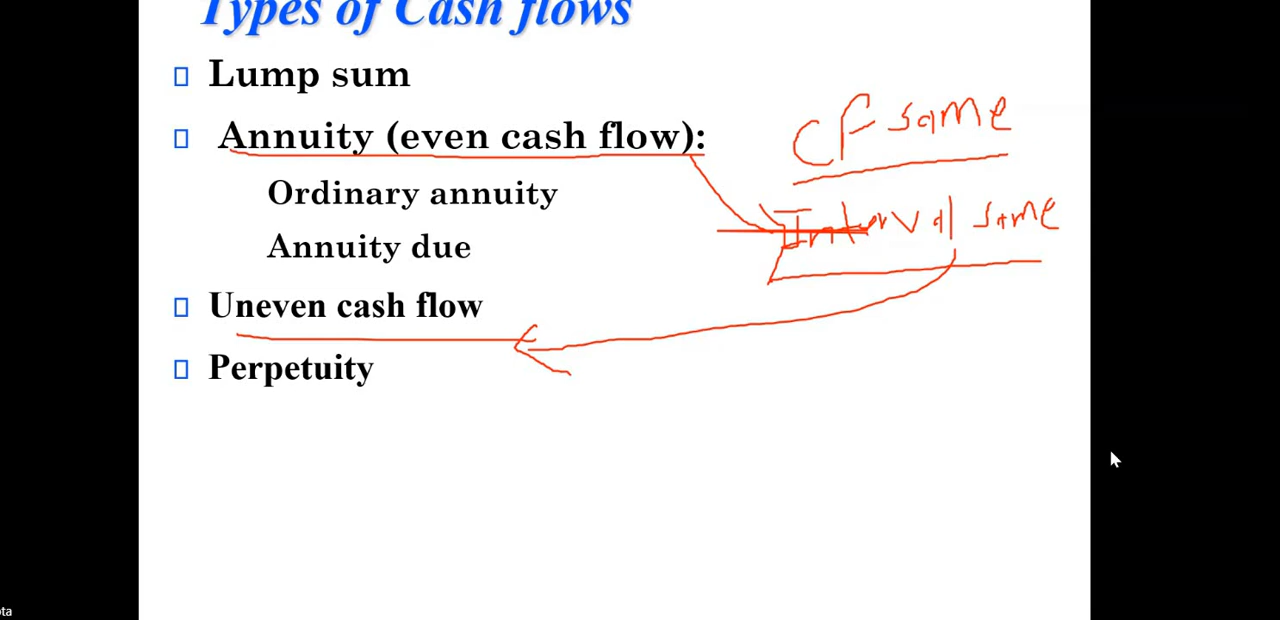 Types of Cash flows
Lump sum
Annuity (even cash flow):
CF same
Ordinary annuity
Interval same
Annuity due
Uneven cash flow
Perpetuity
ota